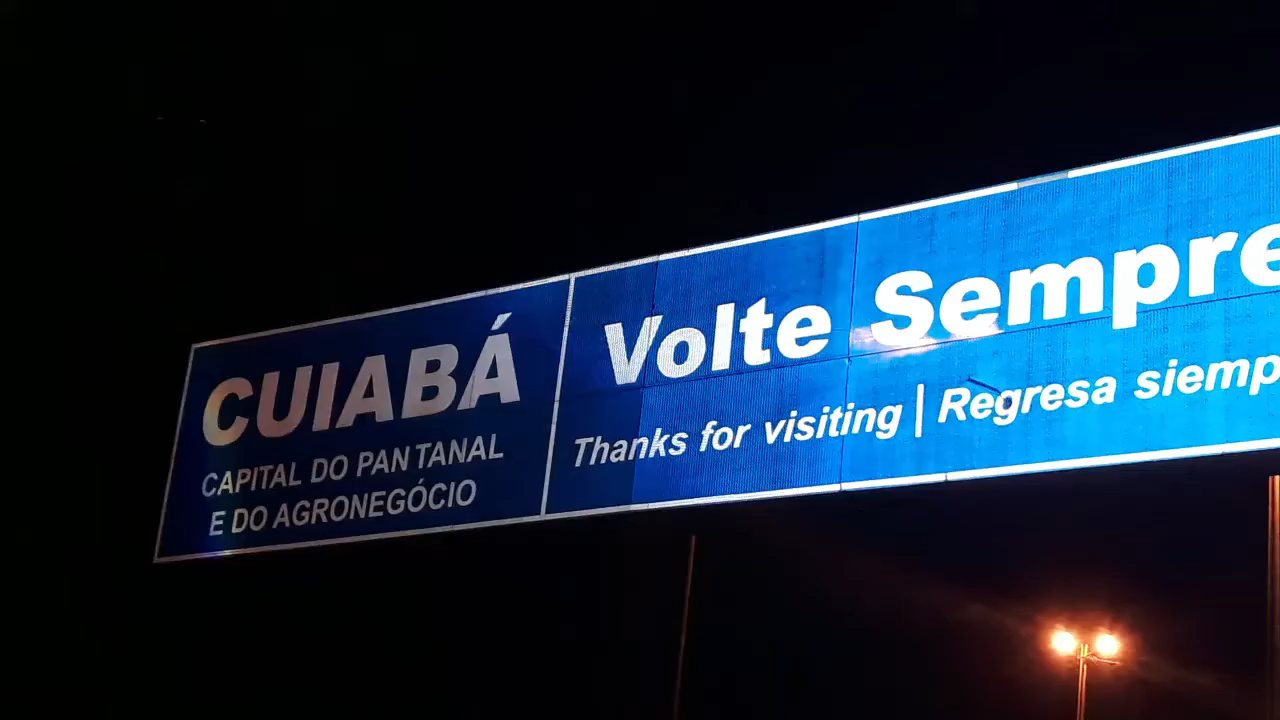 CUIABÁ
CAPITAL DO PANTANAL
E DO AGRONEGÓCIO
Volte Sempre
Thanks for visiting | Regresa siemp